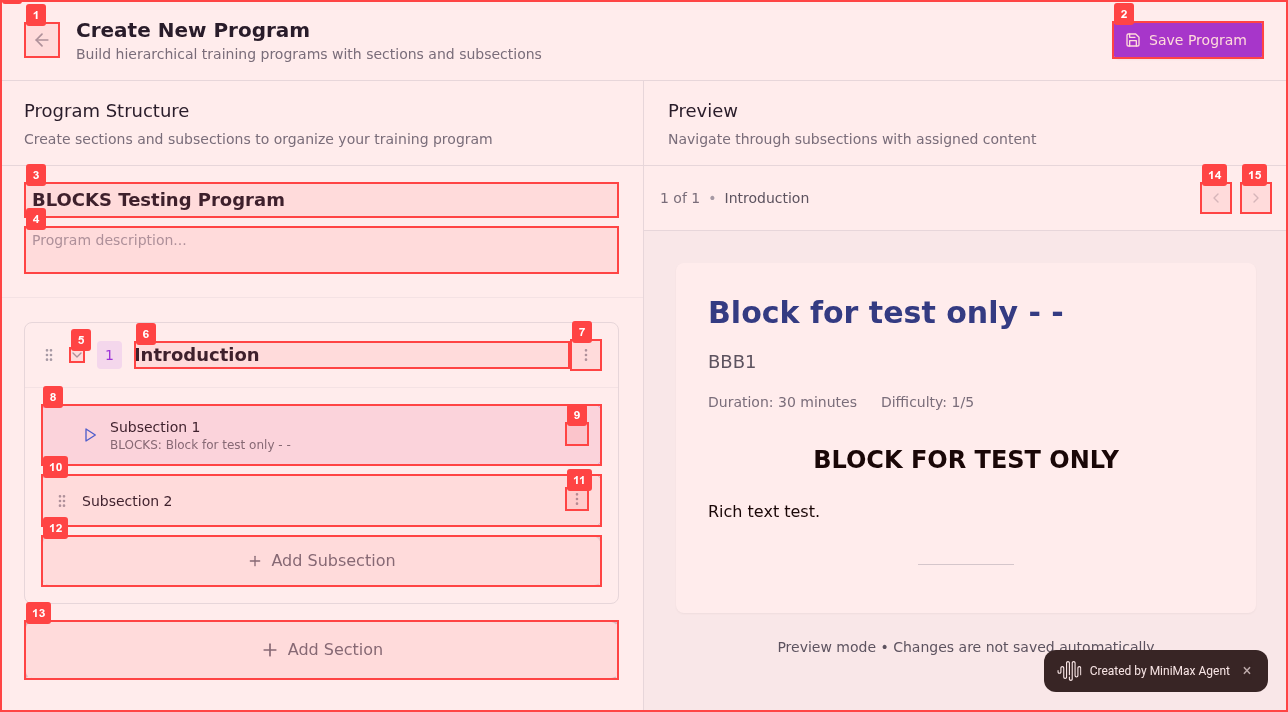 1
Create New Program
Build hierarchical training programs with sections and subsections
2
Save Program
Program Structure
Create sections and subsections to organize your training program
Preview
Navigate through subsections with assigned content
3
BLOCKS Testing Program
4
Program description...
14
15
1 of 1 • Introduction
5
6
7
1
Introduction
8
9
Subsection 1
BLOCKS: Block for test only - -
10
11
Subsection 2
12
Add Subsection
13
Add Section
Block for test only - -
BBB1
Duration: 30 minutes
Difficulty: 1/5
BLOCK FOR TEST ONLY
Rich text test.
Preview mode • Changes are not saved automatically
Created by MiniMax Agent ×